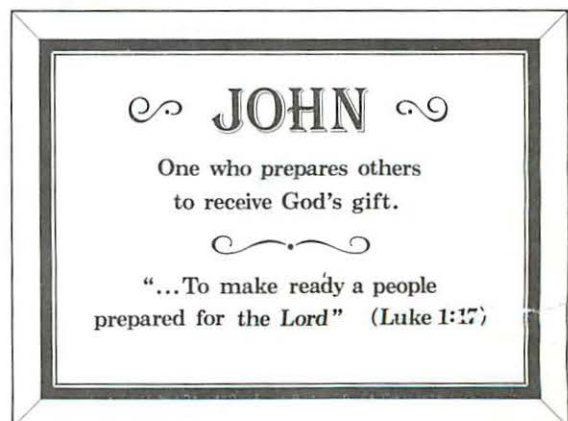 JOHN
One who prepares others
to receive God's gift.
"...To make ready a people
prepared for the Lord" (Luke 1:17)